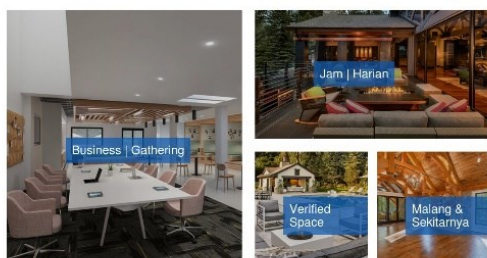 Business | Gathering
Jam | Harian
Verified
Space
Malang &
Sekitarnya